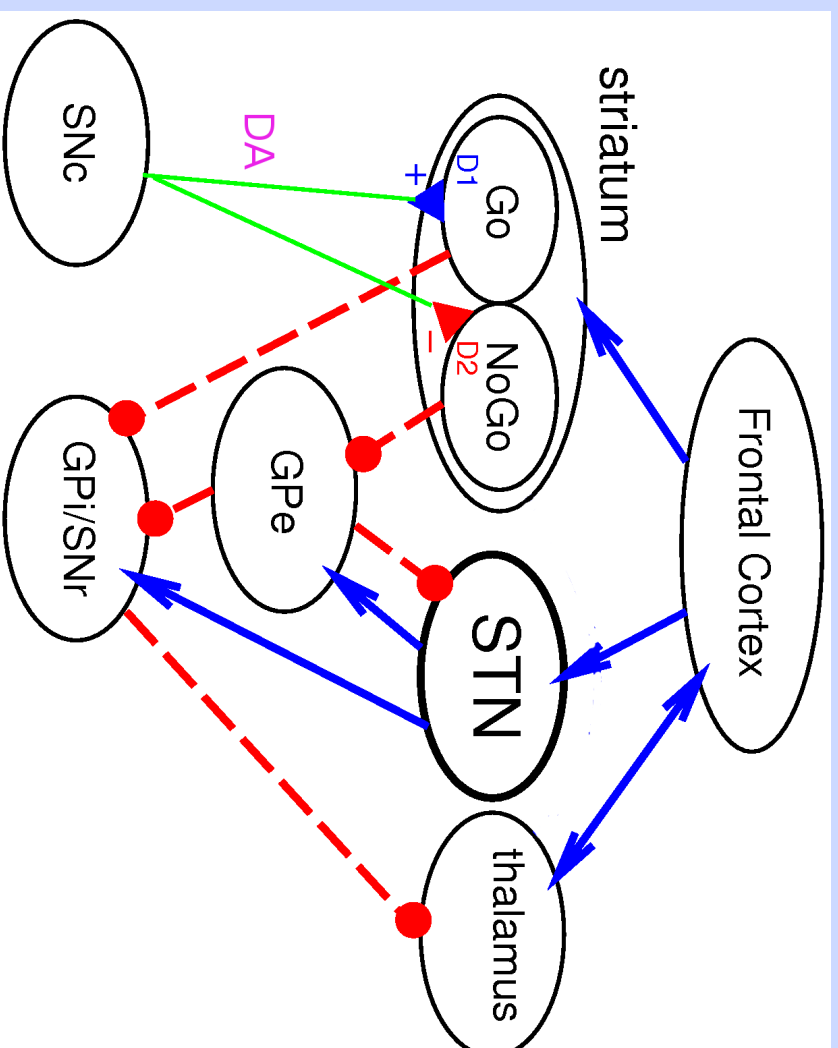 Frontal Cortex
striatum
Go
NoGo
D1
D2
+
–
DA
SNc
STN
thalamus
GPe
GPi/SNr